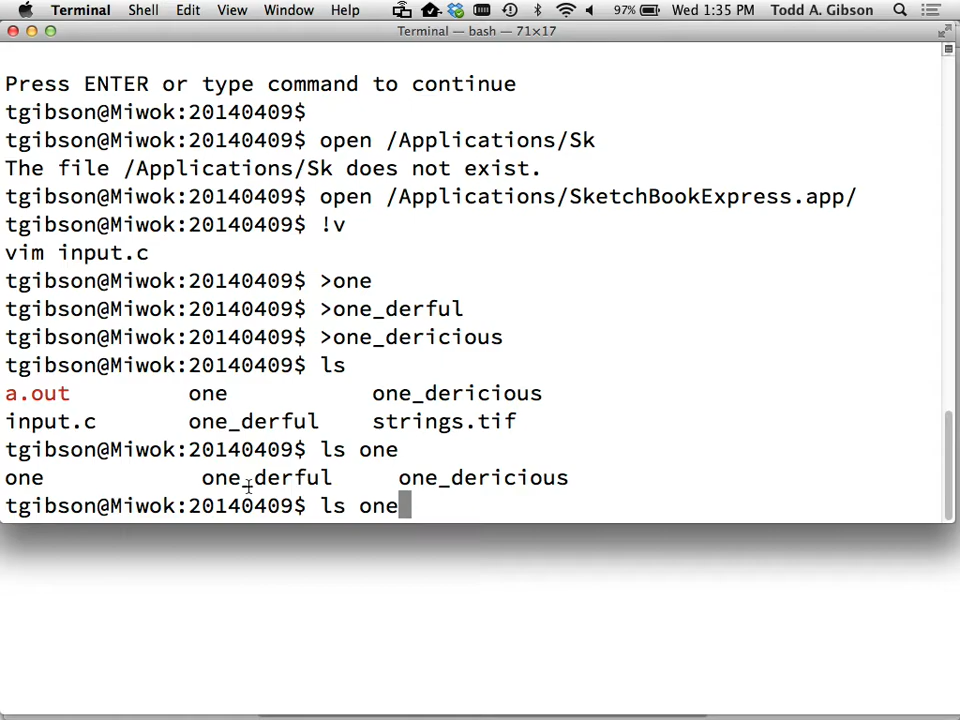 Terminal Shell Edit View Window Help 97% Wed 1:35 PM Todd A. Gibson
Terminal — bash — 71×17
Press ENTER or type command to continue
tgibson@Miwok:20140409$
tgibson@Miwok:20140409$ open /Applications/Sk
The file /Applications/Sk does not exist.
tgibson@Miwok:20140409$ open /Applications/SketchBookExpress.app/
tgibson@Miwok:20140409$ !v
vim input.c
tgibson@Miwok:20140409$ >one
tgibson@Miwok:20140409$ >one_derful
tgibson@Miwok:20140409$ >one_dericious
tgibson@Miwok:20140409$ ls
a.out one one_dericious
input.c one_derful strings.tif
tgibson@Miwok:20140409$ ls one
one one_derful one_dericious
tgibson@Miwok:20140409$ ls one